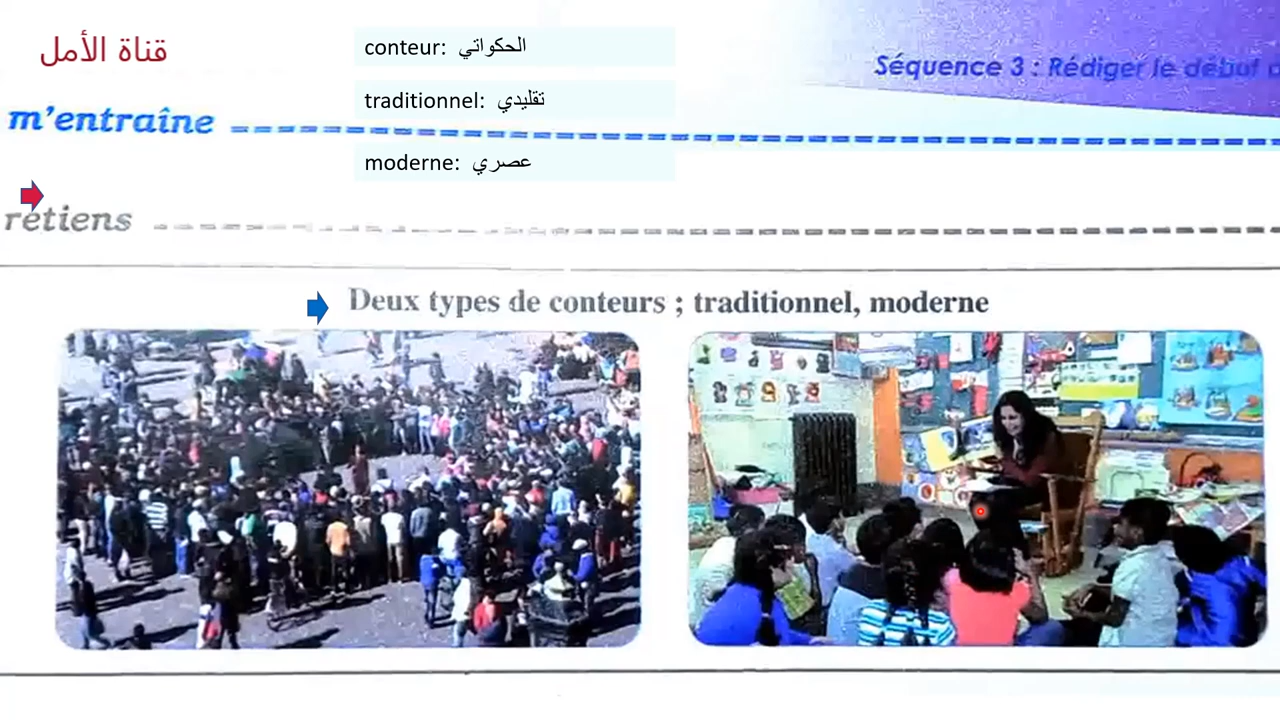 قناة الأمل
conteur: الحكواتي
traditionnel: تقليدي
moderne: عصري
Séquence 3 : Rédiger le début d
m'entraîne
retiens
Deux types de conteurs ; traditionnel, moderne